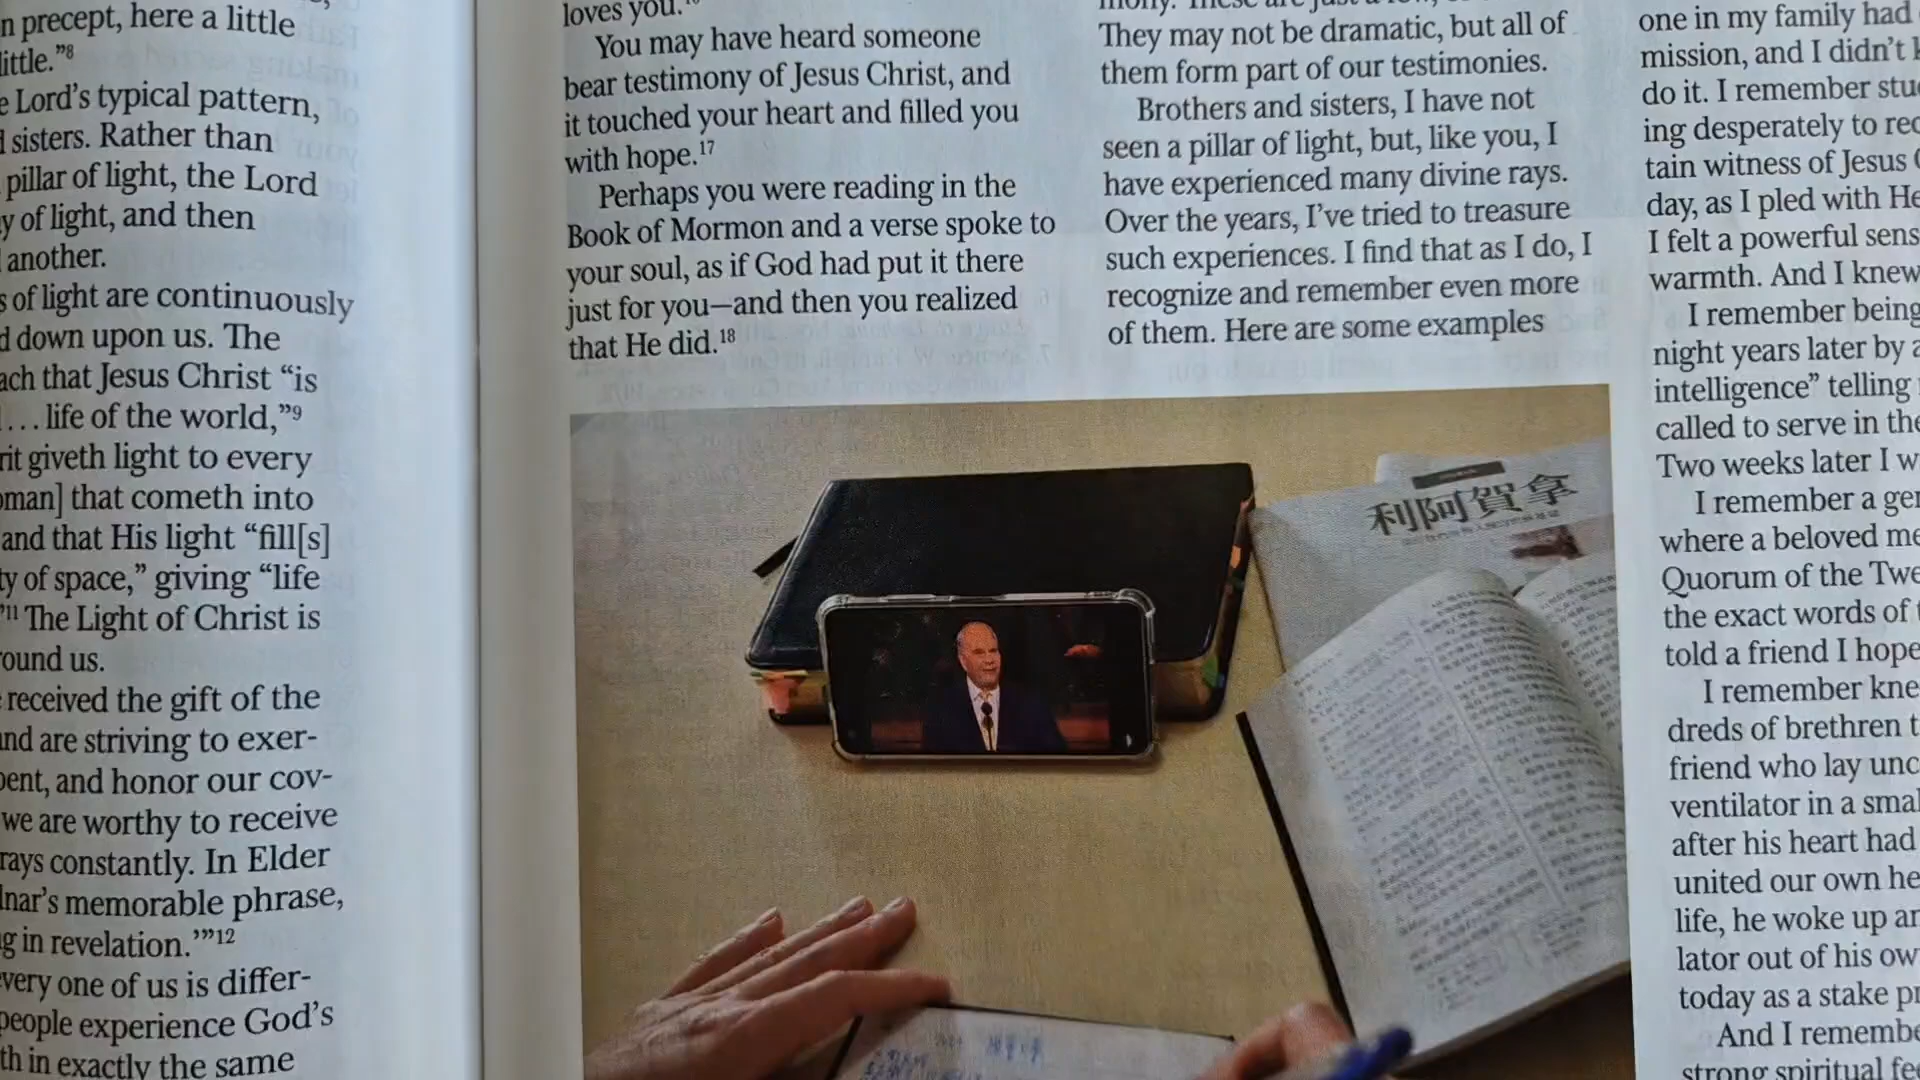 n precept, here a little
ittle.”⁸
e Lord’s typical pattern,
d sisters. Rather than
pillar of light, the Lord
y of light, and then
another.
s of light are continuously
d down upon us. The
ach that Jesus Christ “is
... life of the world,”⁹
rit giveth light to every
oman] that cometh into
and that His light “fill[s]
ty of space,” giving “life
”¹¹ The Light of Christ is
ound us.
received the gift of the
and are striving to exer-
pent, and honor our cov-
we are worthy to receive
rays constantly. In Elder
dnar’s memorable phrase,
g in revelation.’”¹²
very one of us is differ-
people experience God’s
th in exactly the same
loves you.
You may have heard someone
bear testimony of Jesus Christ, and
it touched your heart and filled you
with hope.¹⁷
Perhaps you were reading in the
Book of Mormon and a verse spoke to
your soul, as if God had put it there
just for you—and then you realized
that He did.¹⁸
They may not be dramatic, but all of
them form part of our testimonies.
Brothers and sisters, I have not
seen a pillar of light, but, like you, I
have experienced many divine rays.
Over the years, I’ve tried to treasure
such experiences. I find that as I do, I
recognize and remember even more
of them. Here are some examples
利阿賀拿
one in my family had
mission, and I didn’t k
do it. I remember stu
ing desperately to rec
tain witness of Jesus C
day, as I pled with He
I felt a powerful sens
warmth. And I knew
I remember being
night years later by a
intelligence” telling
called to serve in the
Two weeks later I w
I remember a gen
where a beloved me
Quorum of the Twe
the exact words of
told a friend I hope
I remember kne
dreds of brethren t
friend who lay unc
ventilator in a smal
after his heart had
united our own he
life, he woke up an
lator out of his ow
today as a stake pr
And I remembe
strong spiritual fee